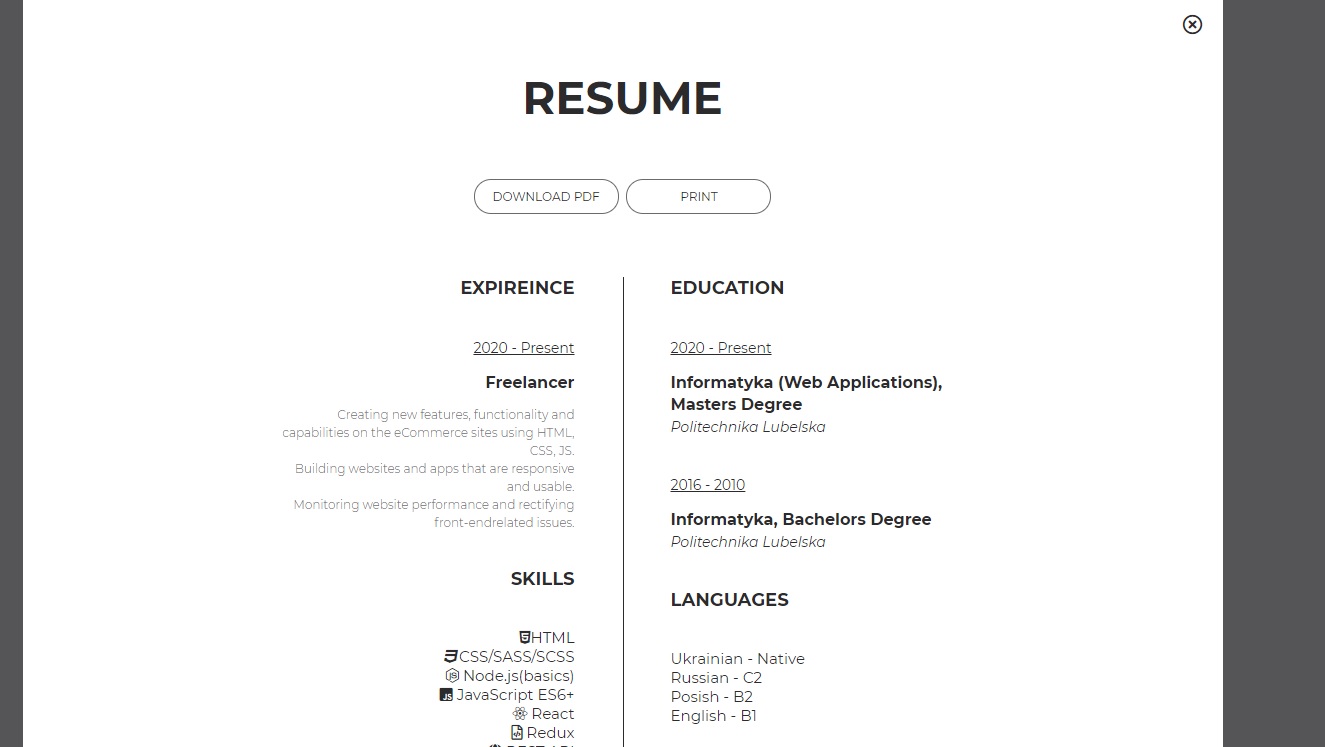 RESUME
DOWNLOAD PDF
PRINT
EXPIREINCE
2020 - Present
Freelancer
Creating new features, functionality and
capabilities on the eCommerce sites using HTML,
CSS, JS.
Building websites and apps that are responsive
and usable.
Monitoring website performance and rectifying
front-endrelated issues.
SKILLS
HTML
CSS/SASS/SCSS
Node.js(basics)
JavaScript ES6+
React
Redux
EDUCATION
2020 - Present
Informatyka (Web Applications),
Masters Degree
Politechnika Lubelska
2016 - 2010
Informatyka, Bachelors Degree
Politechnika Lubelska
LANGUAGES
Ukrainian - Native
Russian - C2
Posish - B2
English - B1